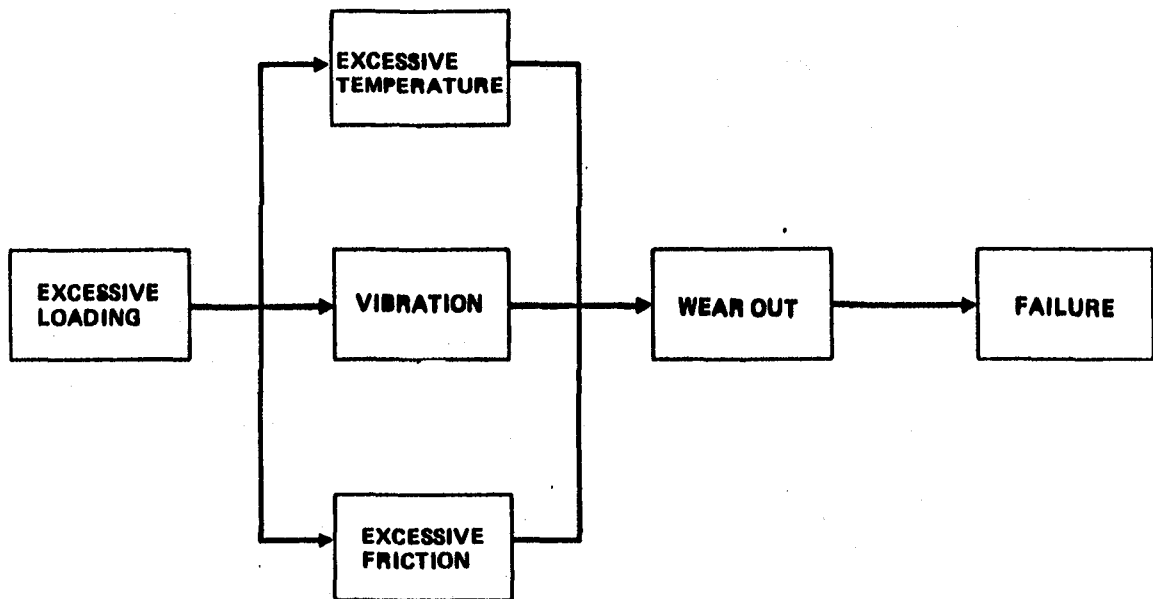 EXCESSIVE
TEMPERATURE
EXCESSIVE
LOADING
VIBRATION
WEAR OUT
FAILURE
EXCESSIVE
FRICTION